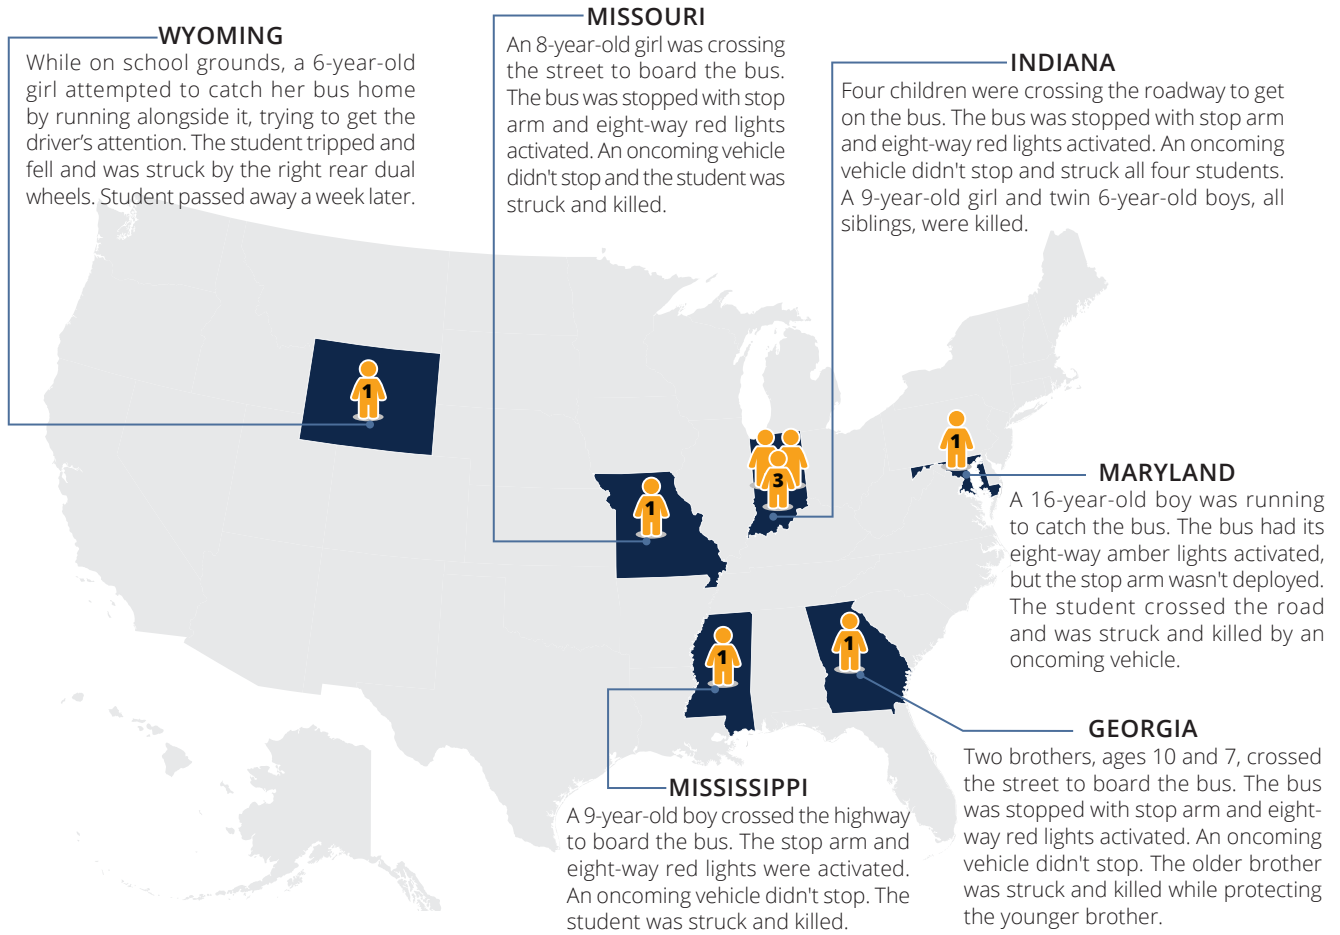 WYOMING
While on school grounds, a 6-year-old
girl attempted to catch her bus home
by running alongside it, trying to get the
driver's attention. The student tripped and
fell and was struck by the right rear dual
wheels. Student passed away a week later.
MISSOURI
An 8-year-old girl was crossing
the street to board the bus.
The bus was stopped with stop
arm and eight-way red lights
activated. An oncoming vehicle
didn't stop and the student was
struck and killed.
INDIANA
Four children were crossing the roadway to get
on the bus. The bus was stopped with stop arm
and eight-way red lights activated. An oncoming
vehicle didn't stop and struck all four students.
A 9-year-old girl and twin 6-year-old boys, all
siblings, were killed.
1
1
3
1
1
1
MARYLAND
A 16-year-old boy was running
to catch the bus. The bus had its
eight-way amber lights activated,
but the stop arm wasn't deployed.
The student crossed the road
and was struck and killed by an
oncoming vehicle.
MISSISSIPPI
A 9-year-old boy crossed the highway
to board the bus. The stop arm and
eight-way red lights were activated.
An oncoming vehicle didn't stop. The
student was struck and killed.
GEORGIA
Two brothers, ages 10 and 7, crossed
the street to board the bus. The bus
was stopped with stop arm and eight-
way red lights activated. An oncoming
vehicle didn't stop. The older brother
was struck and killed while protecting
the younger brother.